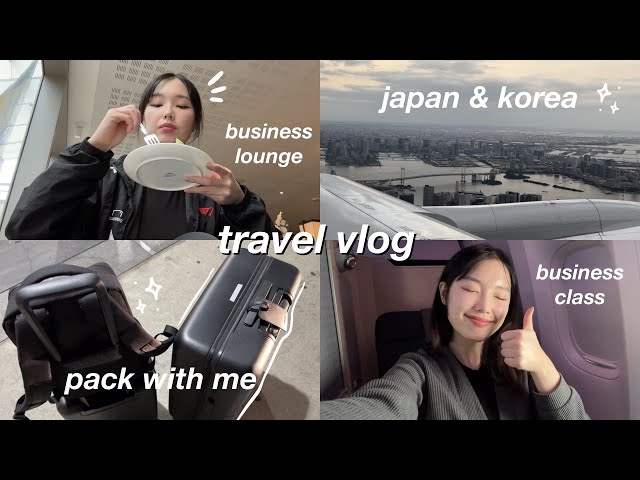 business
lounge
japan & korea
travel vlog
pack with me
business
class